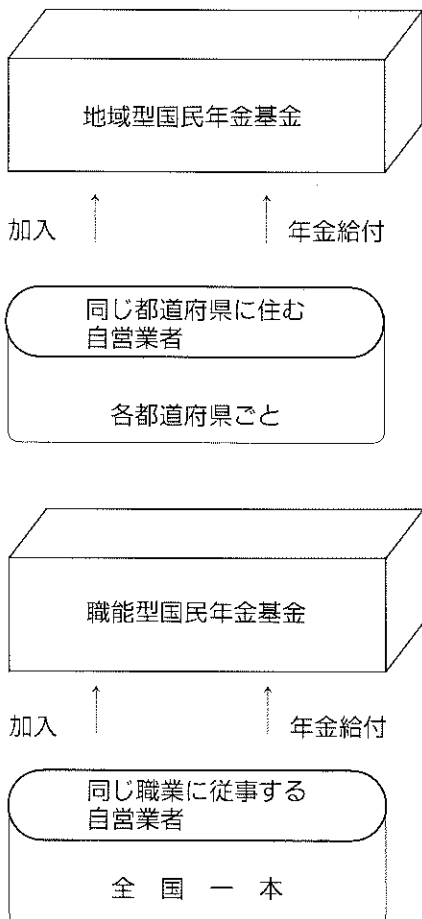 地域型国民年金基金
加入
年金給付
同じ都道府県に住む
自営業者
各都道府県ごと
職能型国民年金基金
加入
年金給付
同じ職業に従事する
自営業者
全国一本